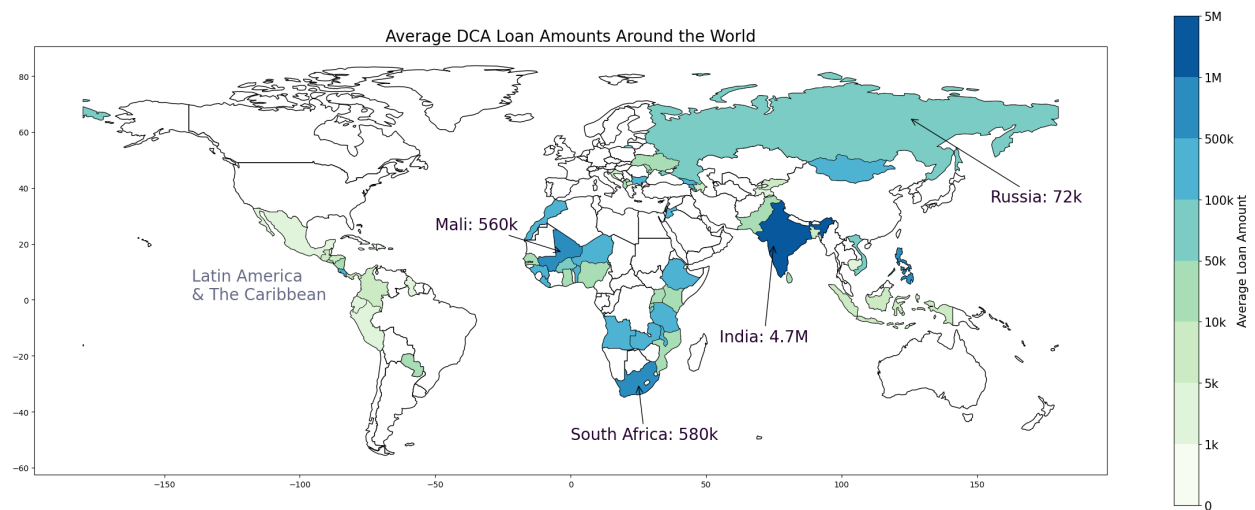 Average DCA Loan Amounts Around the World
80
60
40
20
0
−20
−40
−60
−150
−100
−50
0
50
100
150
Mali: 560k
Russia: 72k
Latin America
& The Caribbean
India: 4.7M
South Africa: 580k
5M
1M
500k
100k
50k
10k
5k
1k
0
Average Loan Amount